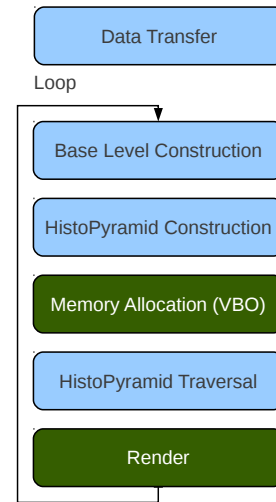 Data Transfer
Loop
Base Level Construction
HistoPyramid Construction
Memory Allocation (VBO)
HistoPyramid Traversal
Render